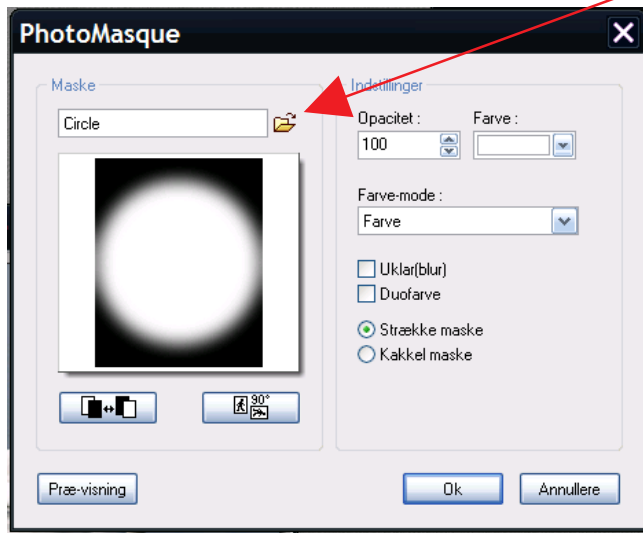 PhotoMasque
Maske
Circle
90°
Præ-visning
Indstillinger
Opacitet :
Farve :
100
Farve-mode :
Farve
Uklar(blur)
Duofarve
Strække maske
Kakkel maske
Ok
Annullere